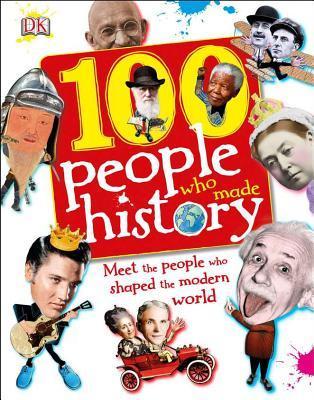 DK
100
people
who made
history
Meet the people who
shaped the modern
world